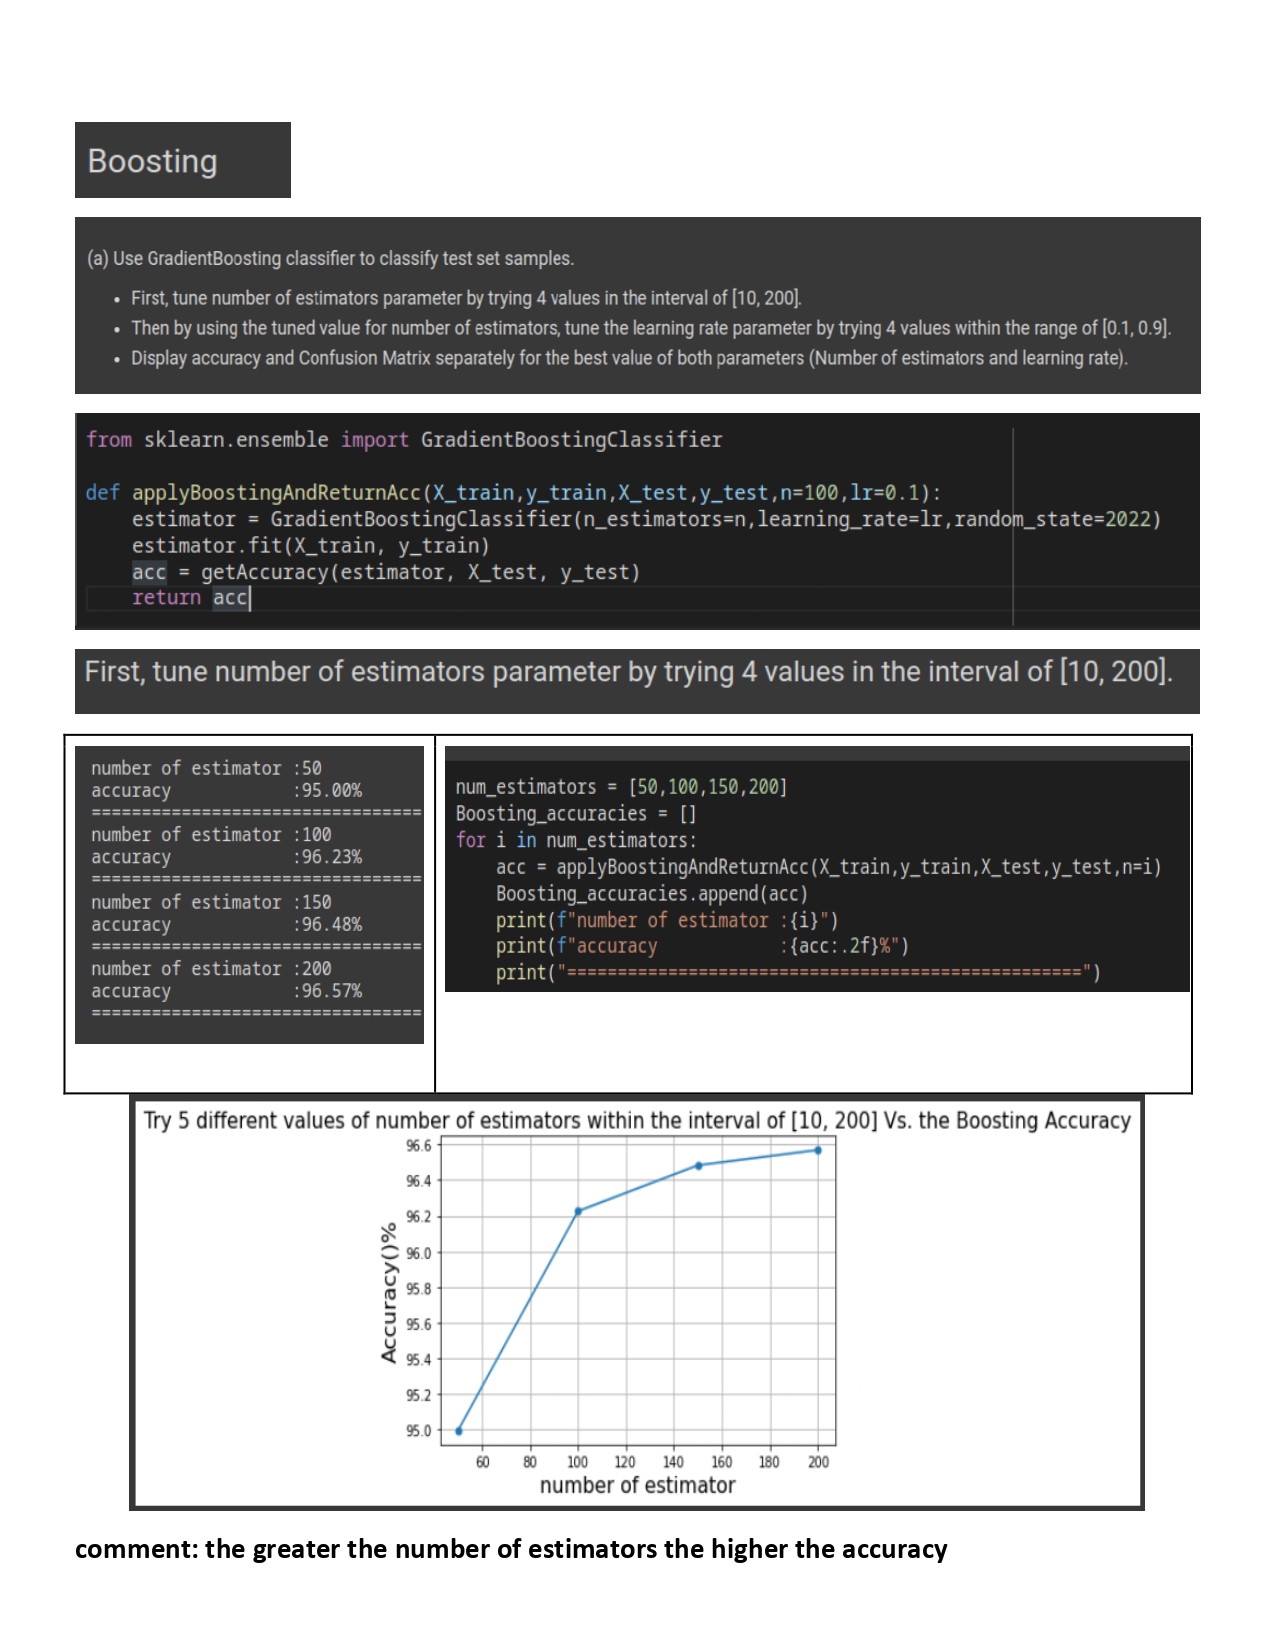 Boosting
(a) Use GradientBoosting classifier to classify test set samples.
• First, tune number of estimators parameter by trying 4 values in the interval of [10, 200].
• Then by using the tuned value for number of estimators, tune the learning rate parameter by trying 4 values within the range of [0.1, 0.9].
• Display accuracy and Confusion Matrix separately for the best value of both parameters (Number of estimators and learning rate).
from sklearn.ensemble import GradientBoostingClassifier
def applyBoostingAndReturnAcc(X_train,y_train,X_test,y_test,n=100,lr=0.1):
    estimator = GradientBoostingClassifier(n_estimators=n,learning_rate=lr,random_state=2022)
    estimator.fit(X_train, y_train)
    acc = getAccuracy(estimator, X_test, y_test)
    return acc
First, tune number of estimators parameter by trying 4 values in the interval of [10, 200].
number of estimator :50
accuracy            :95.00%
=================================
number of estimator :100
accuracy            :96.23%
=================================
number of estimator :150
accuracy            :96.48%
=================================
number of estimator :200
accuracy            :96.57%
=================================
num_estimators = [50,100,150,200]
Boosting_accuracies = []
for i in num_estimators:
    acc = applyBoostingAndReturnAcc(X_train,y_train,X_test,y_test,n=i)
    Boosting_accuracies.append(acc)
    print(f"number of estimator :{i}")
    print(f"accuracy            :{acc:.2f}%")
    print("===================================================")
Try 5 different values of number of estimators within the interval of [10, 200] Vs. the Boosting Accuracy
96.6
96.4
96.2
96.0
95.8
95.6
95.4
95.2
95.0
Accuracy()%
60 80 100 120 140 160 180 200
number of estimator
comment: the greater the number of estimators the higher the accuracy